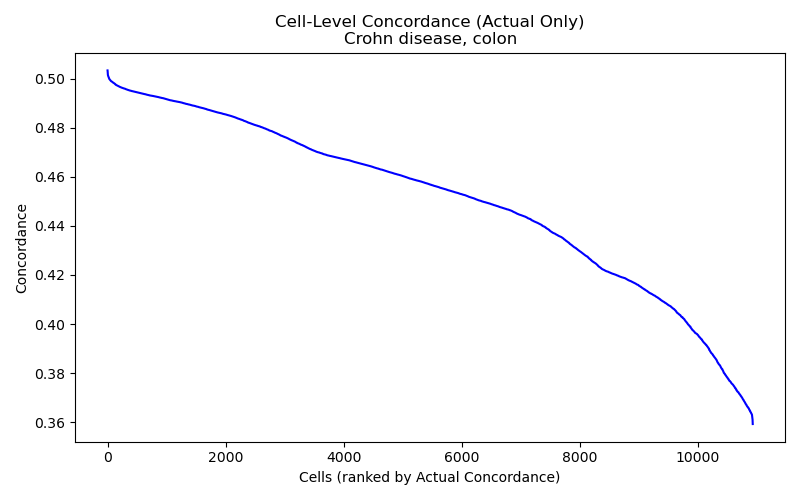 Cell-Level Concordance (Actual Only)
Crohn disease, colon
Concordance
0.50
0.48
0.46
0.44
0.42
0.40
0.38
0.36
0 2000 4000 6000 8000 10000
Cells (ranked by Actual Concordance)